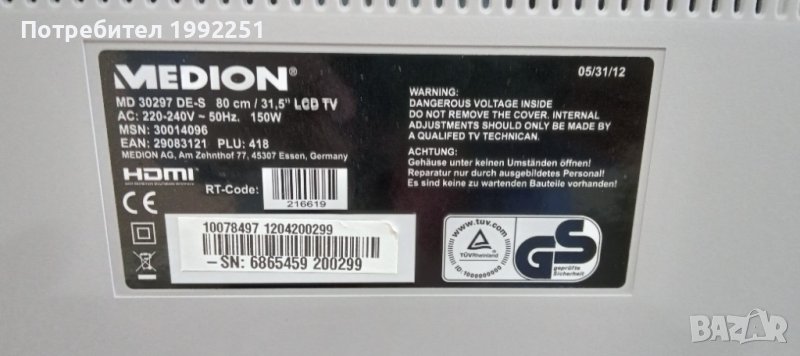 Потребител 1992251
MEDION®
MD 30297 DE-S 80 cm / 31,5" LCD TV
AC: 220-240V ~ 50Hz. 150W
MSN: 30014096
EAN: 29083121 PLU: 418
MEDION AG, Am Zehnthof 77, 45307 Essen, Germany
HDMI
RT-Code:
216619
CE
10078497 1204200299
-SN: 6865459 200299
05/31/12
WARNING:
DANGEROUS VOLTAGE INSIDE
DO NOT REMOVE THE COVER. INTERNAL
ADJUSTMENTS SHOULD ONLY BE MADE BY
A QUALIFED TV TECHNICAN.
ACHTUNG:
Gehäuse unter keinen Umständen öffnen!
Reparatur nur durch ausgebildetes Personal!
Es sind keine zu wartenden Bauteile vorhanden!
www.tuv.com
TÜVRheinland
ID:1000000000
GS
geprüfte
Sicherheit
BAZAR